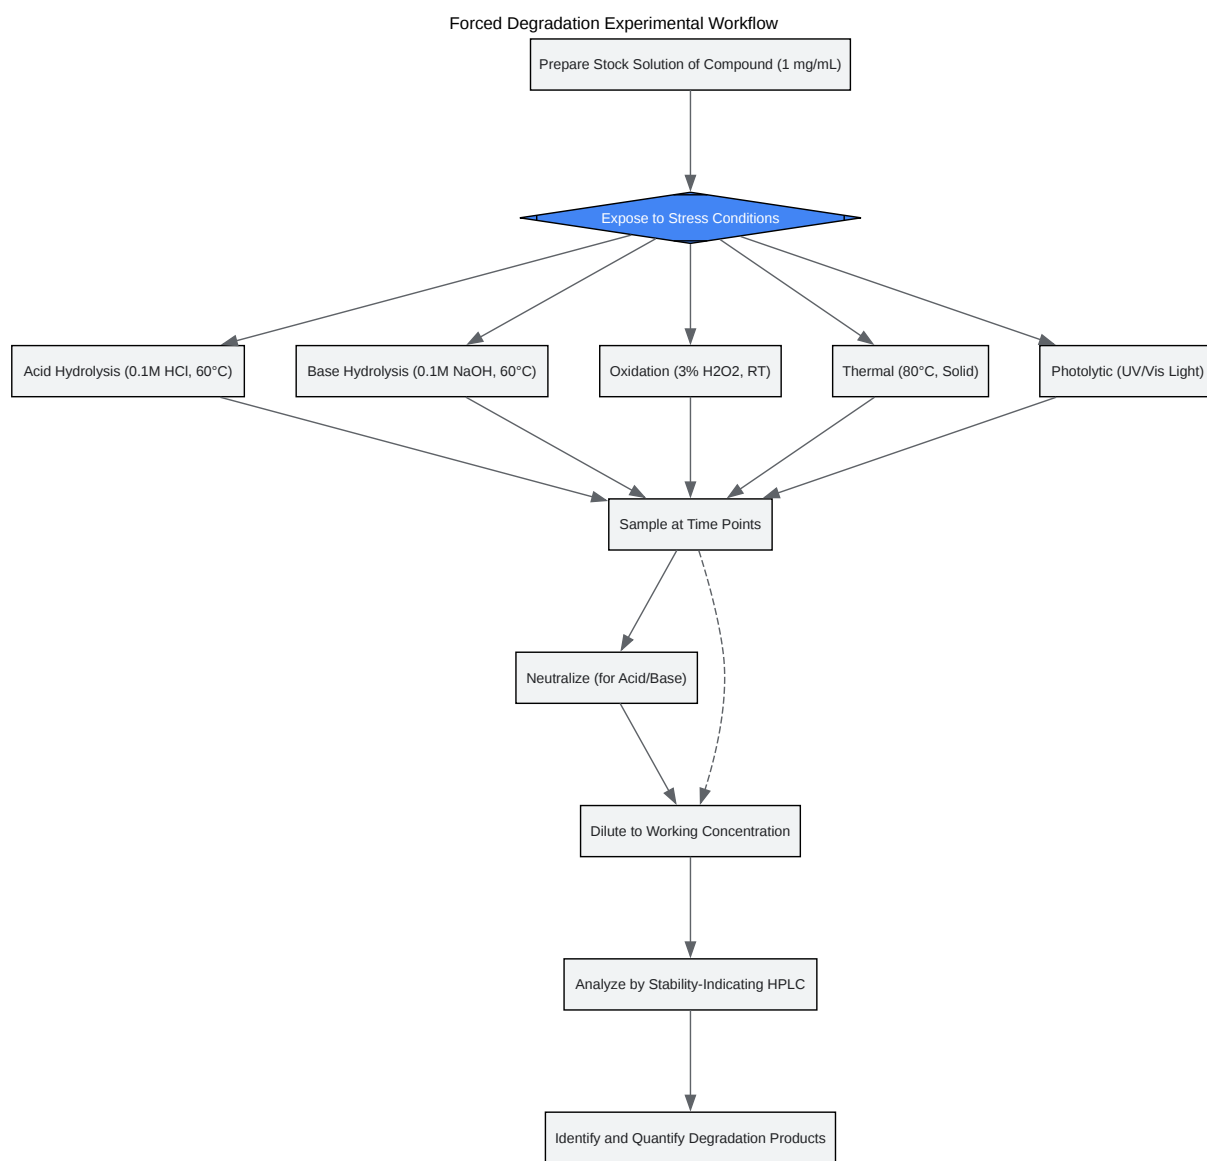 Forced Degradation Experimental Workflow
Prepare Stock Solution of Compound (1 mg/mL)
Expose to Stress Conditions
Acid Hydrolysis (0.1M HCl, 60°C)
Base Hydrolysis (0.1M NaOH, 60°C)
Oxidation (3% H2O2, RT)
Thermal (80°C, Solid)
Photolytic (UV/Vis Light)
Sample at Time Points
Neutralize (for Acid/Base)
Dilute to Working Concentration
Analyze by Stability-Indicating HPLC
Identify and Quantify Degradation Products